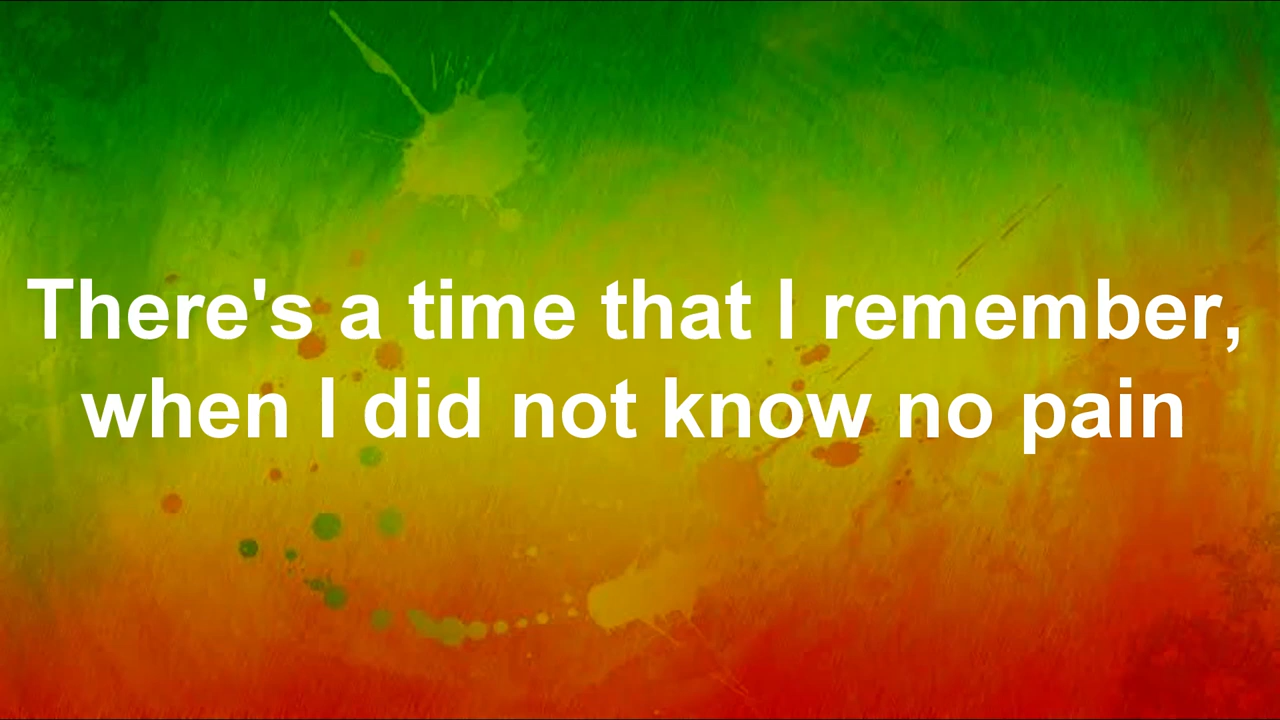 There's a time that I remember,
when I did not know no pain